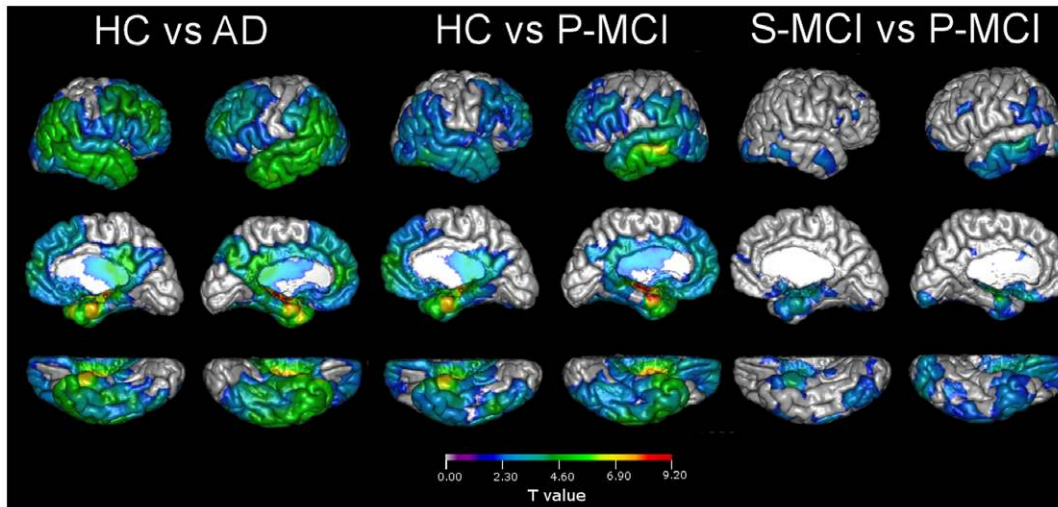 HC vs AD
HC vs P-MCI
S-MCI vs P-MCI
0.00 2.30 4.60 6.90 9.20
T value